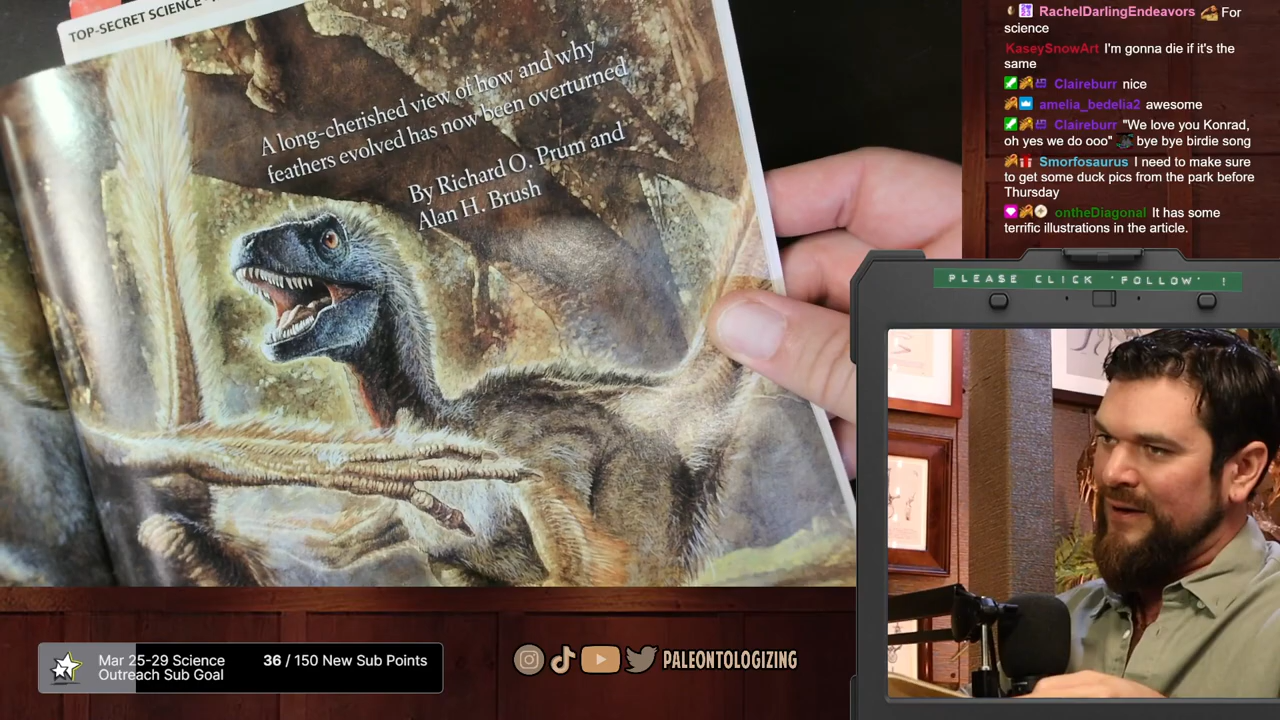 TOP-SECRET SCIENCE
A long-cherished view of how and why
feathers evolved has now been overturned
By Richard O. Prum and
Alan H. Brush
RachelDarlingEndeavors For
science
KaseySnowArt I'm gonna die if it's the
same
Claireburr nice
amelia_bedelia2 awesome
Claireburr "We love you Konrad,
oh yes we do ooo" bye bye birdie song
Smorfosaurus I need to make sure
to get some duck pics from the park before
Thursday
ontheDiagonal It has some
terrific illustrations in the article.
PLEASE CLICK "FOLLOW" !
Mar 25-29 Science 36 / 150 New Sub Points
Outreach Sub Goal
PALEONTOLOGIZING